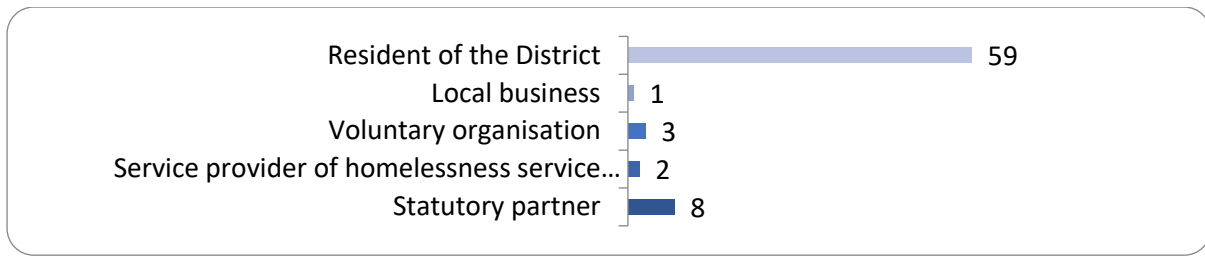 Resident of the District 59
Local business 1
Voluntary organisation 3
Service provider of homelessness service... 2
Statutory partner 8